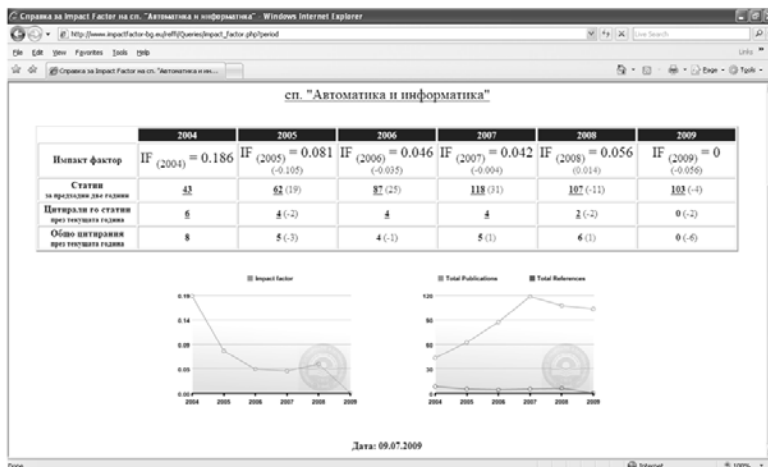 Справка за Impact Factor на сп. "Автоматика и информатика" - Windows Internet Explorer
http://www.impactfactor-bg.eu/reffi/Queries/impact_factor.php?period
Live Search
File Edit View Favorites Tools Help
Links
Справка за Impact Factor на сп. "Автоматика и ин...
Page Tools
сп. "Автоматика и информатика"
2004 2005 2006 2007 2008 2009
Импакт фактор IF (2004) = 0.186 IF (2005) = 0.081 (-0.105) IF (2006) = 0.046 (-0.035) IF (2007) = 0.042 (-0.004) IF (2008) = 0.056 (0.014) IF (2009) = 0 (-0.056)
Статии за предходни две години 43 62 (19) 87 (25) 118 (31) 107 (-11) 103 (-4)
Цитирали го статии през текущата година 6 4 (-2) 4 4 2 (-2) 0 (-2)
Общо цитирания през текущата година 8 5 (-3) 4 (-1) 5 (1) 6 (1) 0 (-6)
Impact factor
0.19
0.14
0.09
0.05
0.00
2004 2005 2006 2007 2008 2009
Total Publications Total References
120
90
60
30
0
2004 2005 2006 2007 2008 2009
Дата: 09.07.2009
Done Internet 100%